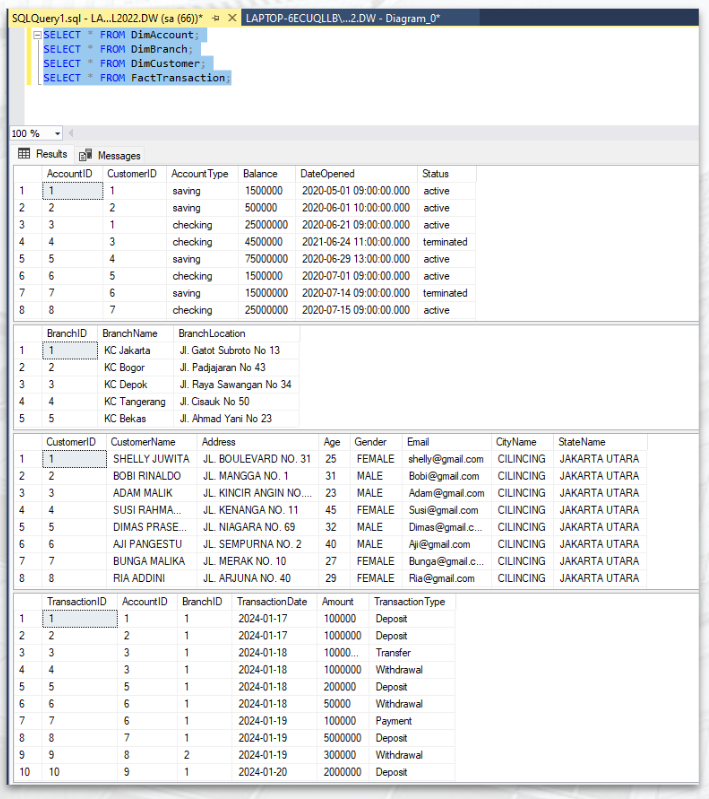 SQLQuery1.sql - LA...L2022.DW (sa (66))* LAPTOP-6ECUQLLB\...2.DW - Diagram_0*
SELECT * FROM DimAccount;
SELECT * FROM DimBranch;
SELECT * FROM DimCustomer;
SELECT * FROM FactTransaction;
100 %
Results Messages
AccountID CustomerID AccountType Balance DateOpened Status
1 1 1 saving 1500000 2020-05-01 09:00:00.000 active
2 2 2 saving 500000 2020-06-01 10:00:00.000 active
3 3 1 checking 25000000 2020-06-21 09:00:00.000 active
4 4 3 checking 4500000 2021-06-24 11:00:00.000 terminated
5 5 4 saving 75000000 2020-06-29 13:00:00.000 active
6 6 5 checking 1500000 2020-07-01 09:00:00.000 active
7 7 6 saving 15000000 2020-07-14 09:00:00.000 terminated
8 8 7 checking 25000000 2020-07-15 09:00:00.000 active
BranchID BranchName BranchLocation
1 1 KC Jakarta Jl. Gatot Subroto No 13
2 2 KC Bogor Jl. Padjajaran No 43
3 3 KC Depok Jl. Raya Sawangan No 34
4 4 KC Tangerang Jl. Cisauk No 50
5 5 KC Bekas Jl. Ahmad Yani No 23
CustomerID CustomerName Address Age Gender Email CityName StateName
1 1 SHELLY JUWITA JL. BOULEVARD NO. 31 25 FEMALE shelly@gmail.com CILINCING JAKARTA UTARA
2 2 BOBI RINALDO JL. MANGGA NO. 1 31 MALE Bobi@gmail.com CILINCING JAKARTA UTARA
3 3 ADAM MALIK JL. KINCIR ANGIN NO,... 23 MALE Adam@gmail.com CILINCING JAKARTA UTARA
4 4 SUSI RAHMA... JL. KENANGA NO. 11 45 FEMALE Susi@gmail.com CILINCING JAKARTA UTARA
5 5 DIMAS PRASE... JL. NIAGARA NO. 69 32 MALE Dimas@gmail.c... CILINCING JAKARTA UTARA
6 6 AJI PANGESTU JL. SEMPURNA NO. 2 40 MALE Aji@gmail.com CILINCING JAKARTA UTARA
7 7 BUNGA MALIKA JL. MERAK NO. 10 27 FEMALE Bunga@gmail.c... CILINCING JAKARTA UTARA
8 8 RIA ADDINI JL. ARJUNA NO. 40 29 FEMALE Ria@gmail.com CILINCING JAKARTA UTARA
TransactionID AccountID BranchID TransactionDate Amount TransactionType
1 1 1 1 2024-01-17 100000 Deposit
2 2 2 1 2024-01-17 1000000 Deposit
3 3 3 1 2024-01-18 10000... Transfer
4 4 3 1 2024-01-18 1000000 Withdrawal
5 5 5 1 2024-01-18 200000 Deposit
6 6 6 1 2024-01-18 50000 Withdrawal
7 7 6 1 2024-01-19 100000 Payment
8 8 7 1 2024-01-19 5000000 Deposit
9 9 8 2 2024-01-19 300000 Withdrawal
10 10 9 1 2024-01-20 2000000 Deposit